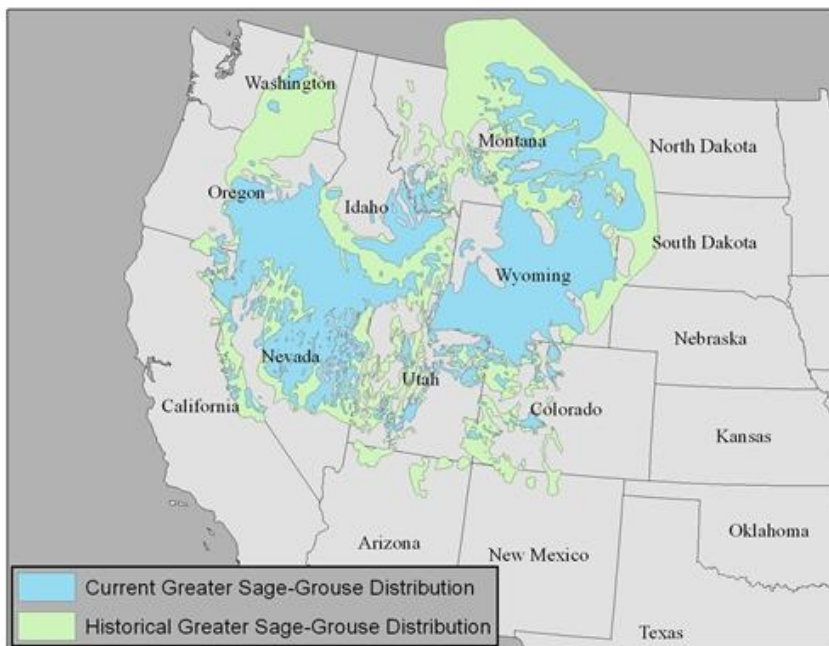 Washington
Montana
North Dakota
Oregon
Idaho
South Dakota
Wyoming
Nebraska
Nevada
Utah
California
Colorado
Kansas
Oklahoma
Arizona
New Mexico
Texas
Current Greater Sage-Grouse Distribution
Historical Greater Sage-Grouse Distribution